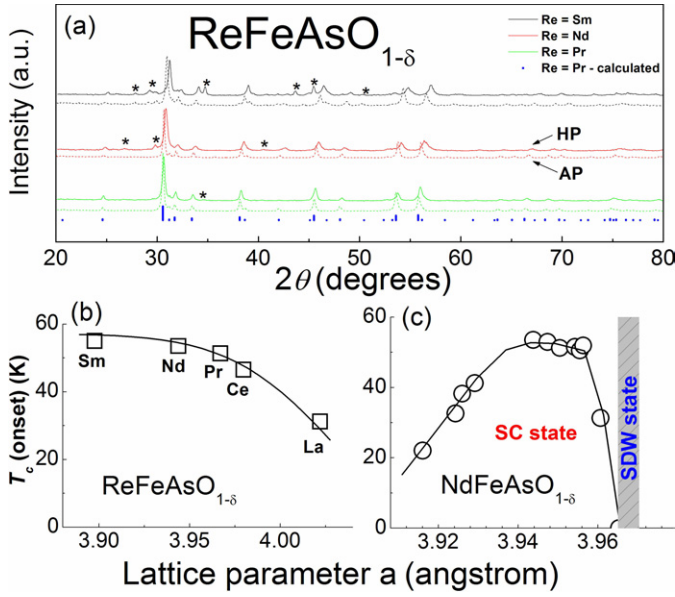 (a)
ReFeAsO1-δ
Re = Sm
Re = Nd
Re = Pr
Re = Pr - calculated
Intensity (a.u.)
* * * * * *
* * *
*
HP
AP
20 30 40 50 60 70 80
2θ (degrees)
(b)
Tc (onset) (K)
60
40
20
0
Sm
Nd
Pr
Ce
La
ReFeAsO1-δ
3.90 3.95 4.00
(c)
60
40
20
0
SC state
SDW state
NdFeAsO1-δ
3.92 3.94 3.96
Lattice parameter a (angstrom)